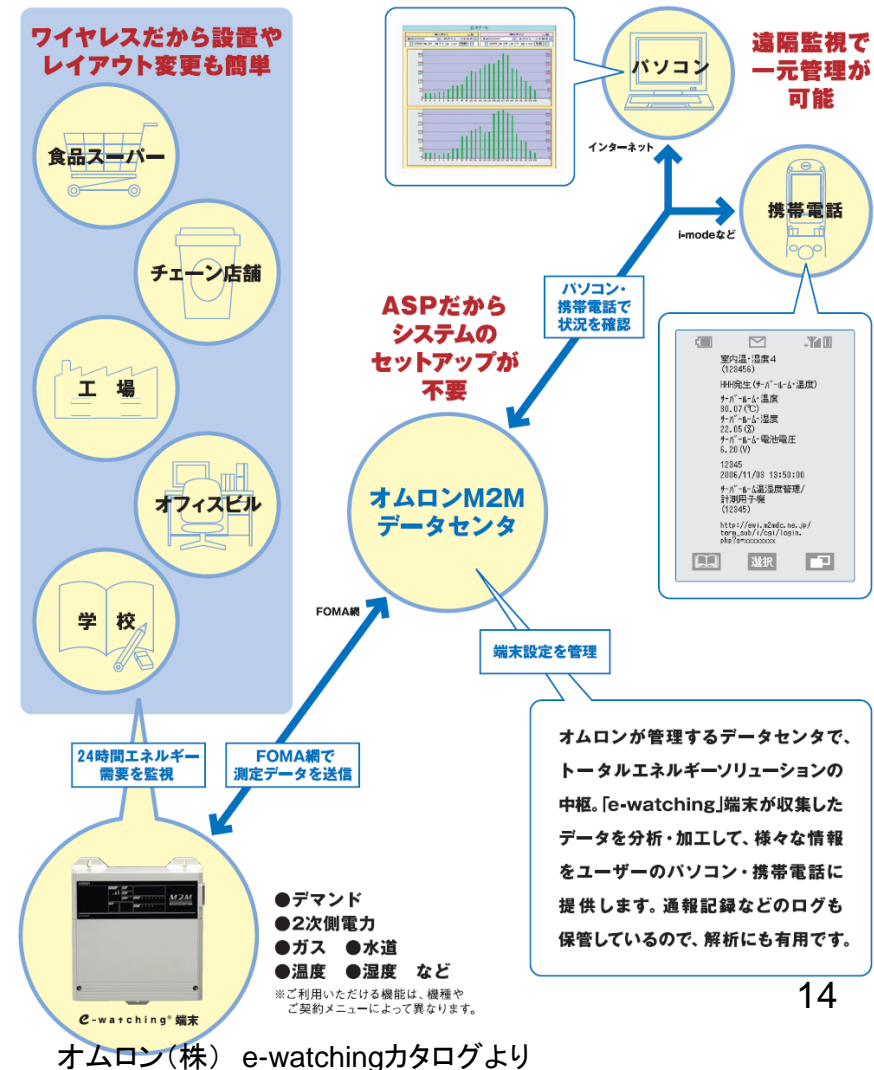 ワイヤレスだから設置や
レイアウト変更も簡単
食品スーパー
チェーン店舗
工場
オフィスビル
学校
パソコン
遠隔監視で
一元管理が
可能
インターネット
携帯電話
i-modeなど
パソコン・
携帯電話で
状況を確認
ASPだから
システムの
セットアップが
不要
オムロンM2M
データセンタ
室内温・湿度4
(123456)
HHH発生(サーバールーム・温度)
サーバールーム・温度
30.07(℃)
サーバールーム・湿度
22.05(%)
サーバールーム・電池電圧
6.20(V)
12345
2006/11/08 18:50:00
サーバールーム温湿度管理/
計測用子機
(12345)
http://ewi.m2mdc.ne.jp/
term_sub/i/cgi/login.
php?s=xxxxxxxx
選択
FOMA網
端末設定を管理
24時間エネルギー
需要を監視
FOMA網で
測定データを送信
オムロンが管理するデータセンタで、
トータルエネルギーソリューションの
中枢。「e-watching」端末が収集した
データを分析・加工して、様々な情報
をユーザーのパソコン・携帯電話に
提供します。通報記録などのログも
保管しているので、解析にも有用です。
M2M
e-watching®端末
●デマンド
●2次側電力
●ガス ●水道
●温度 ●湿度 など
※ご利用いただける機能は、機種や
ご契約メニューによって異なります。
14
オムロン(株) e-watchingカタログより